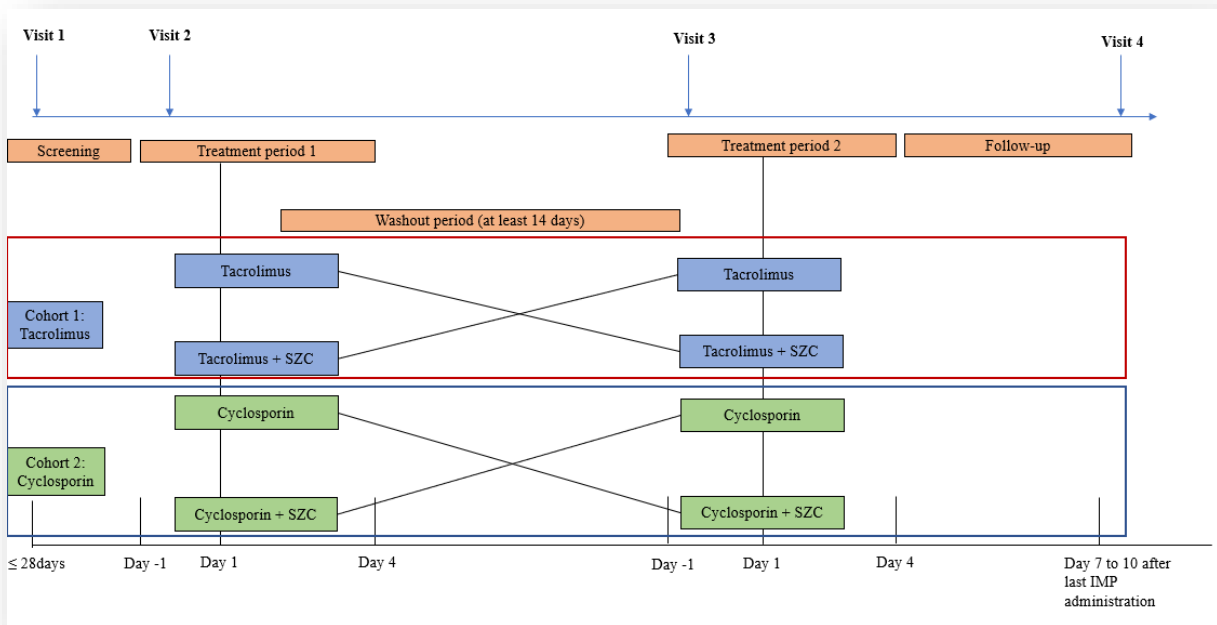 Visit 1
Visit 2
Visit 3
Visit 4
Screening
Treatment period 1
Treatment period 2
Follow-up
Washout period (at least 14 days)
Cohort 1:
Tacrolimus
Tacrolimus
Tacrolimus
Tacrolimus + SZC
Tacrolimus + SZC
Cohort 2:
Cyclosporin
Cyclosporin
Cyclosporin
Cyclosporin + SZC
Cyclosporin + SZC
≤ 28days
Day -1
Day 1
Day 4
Day -1
Day 1
Day 4
Day 7 to 10 after
last IMP
administration